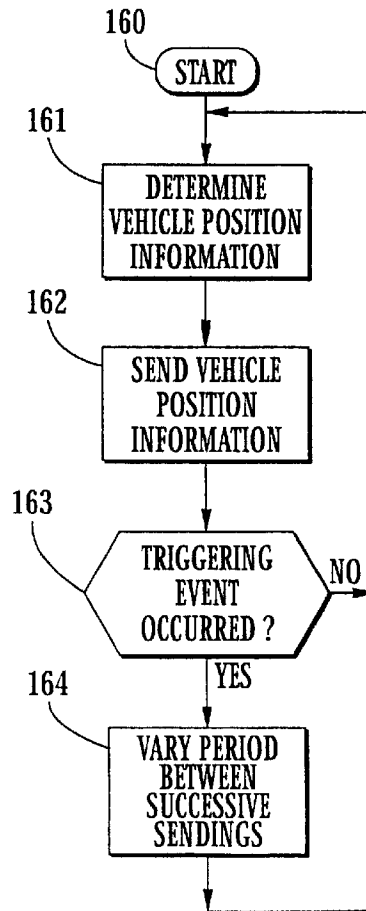 160
START
161
DETERMINE
VEHICLE POSITION
INFORMATION
162
SEND VEHICLE
POSITION
INFORMATION
163
TRIGGERING
EVENT
OCCURRED ?
NO
YES
164
VARY PERIOD
BETWEEN
SUCCESSIVE
SENDINGS